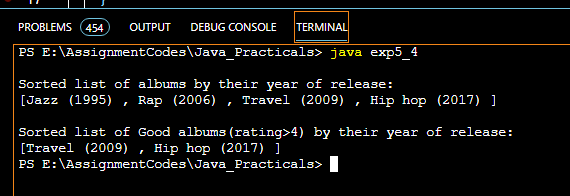 PROBLEMS 454 OUTPUT DEBUG CONSOLE TERMINAL
PS E:\AssignmentCodes\Java_Practicals> java exp5_4
Sorted list of albums by their year of release:
[Jazz (1995) , Rap (2006) , Travel (2009) , Hip hop (2017) ]
Sorted list of Good albums(rating>4) by their year of release:
[Travel (2009) , Hip hop (2017) ]
PS E:\AssignmentCodes\Java_Practicals>